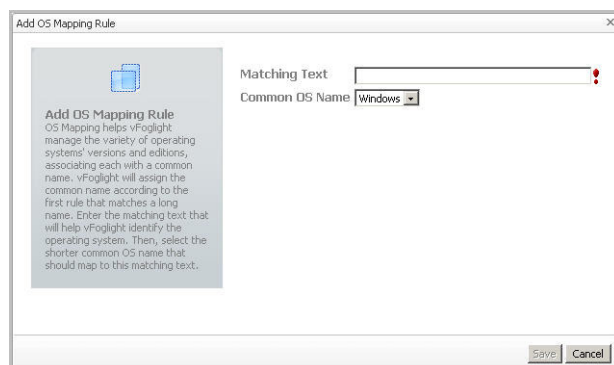 Add OS Mapping Rule
Add OS Mapping Rule
OS Mapping helps vFoglight
manage the variety of operating
systems' versions and editions,
associating each with a common
name. vFoglight will assign the
common name according to the
first rule that matches a long
name. Enter the matching text that
will help vFoglight identify the
operating system. Then, select the
shorter common OS name that
should map to this matching text.
Matching Text
Common OS Name Windows
Save Cancel